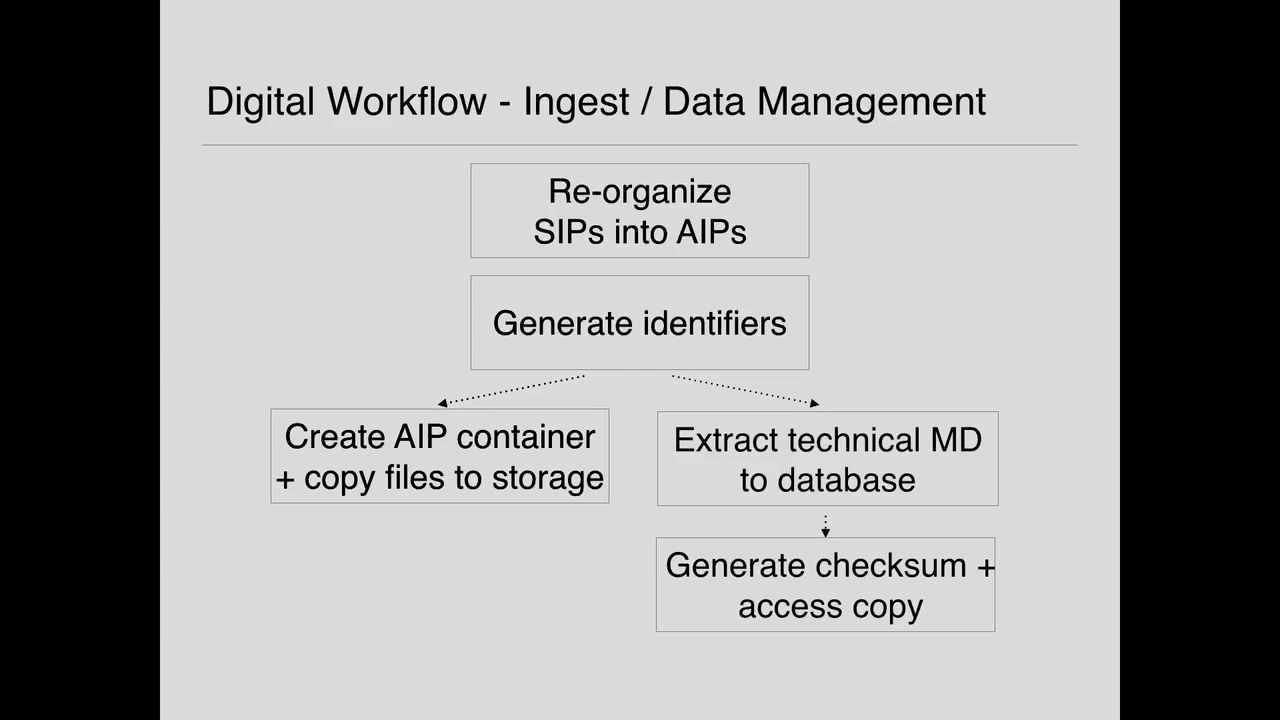 Digital Workflow - Ingest / Data Management
Re-organize
SIPs into AIPs
Generate identifiers
Create AIP container
+ copy files to storage
Extract technical MD
to database
Generate checksum +
access copy